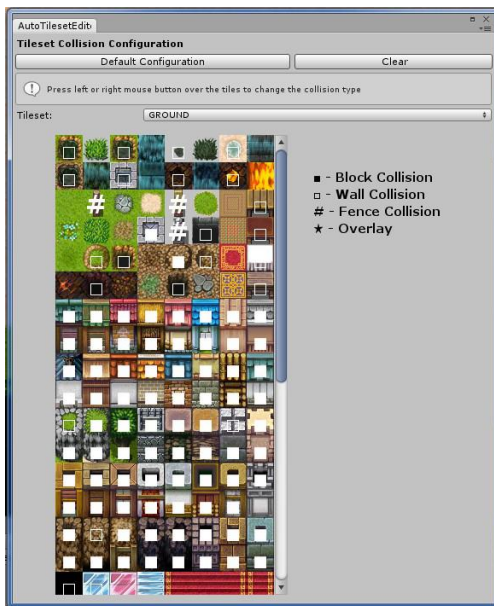 AutoTilesetEdito
Tileset Collision Configuration
Default Configuration
Clear
Press left or right mouse button over the tiles to change the collision type
Tileset:
GROUND
■ - Block Collision
□ - Wall Collision
# - Fence Collision
★ - Overlay